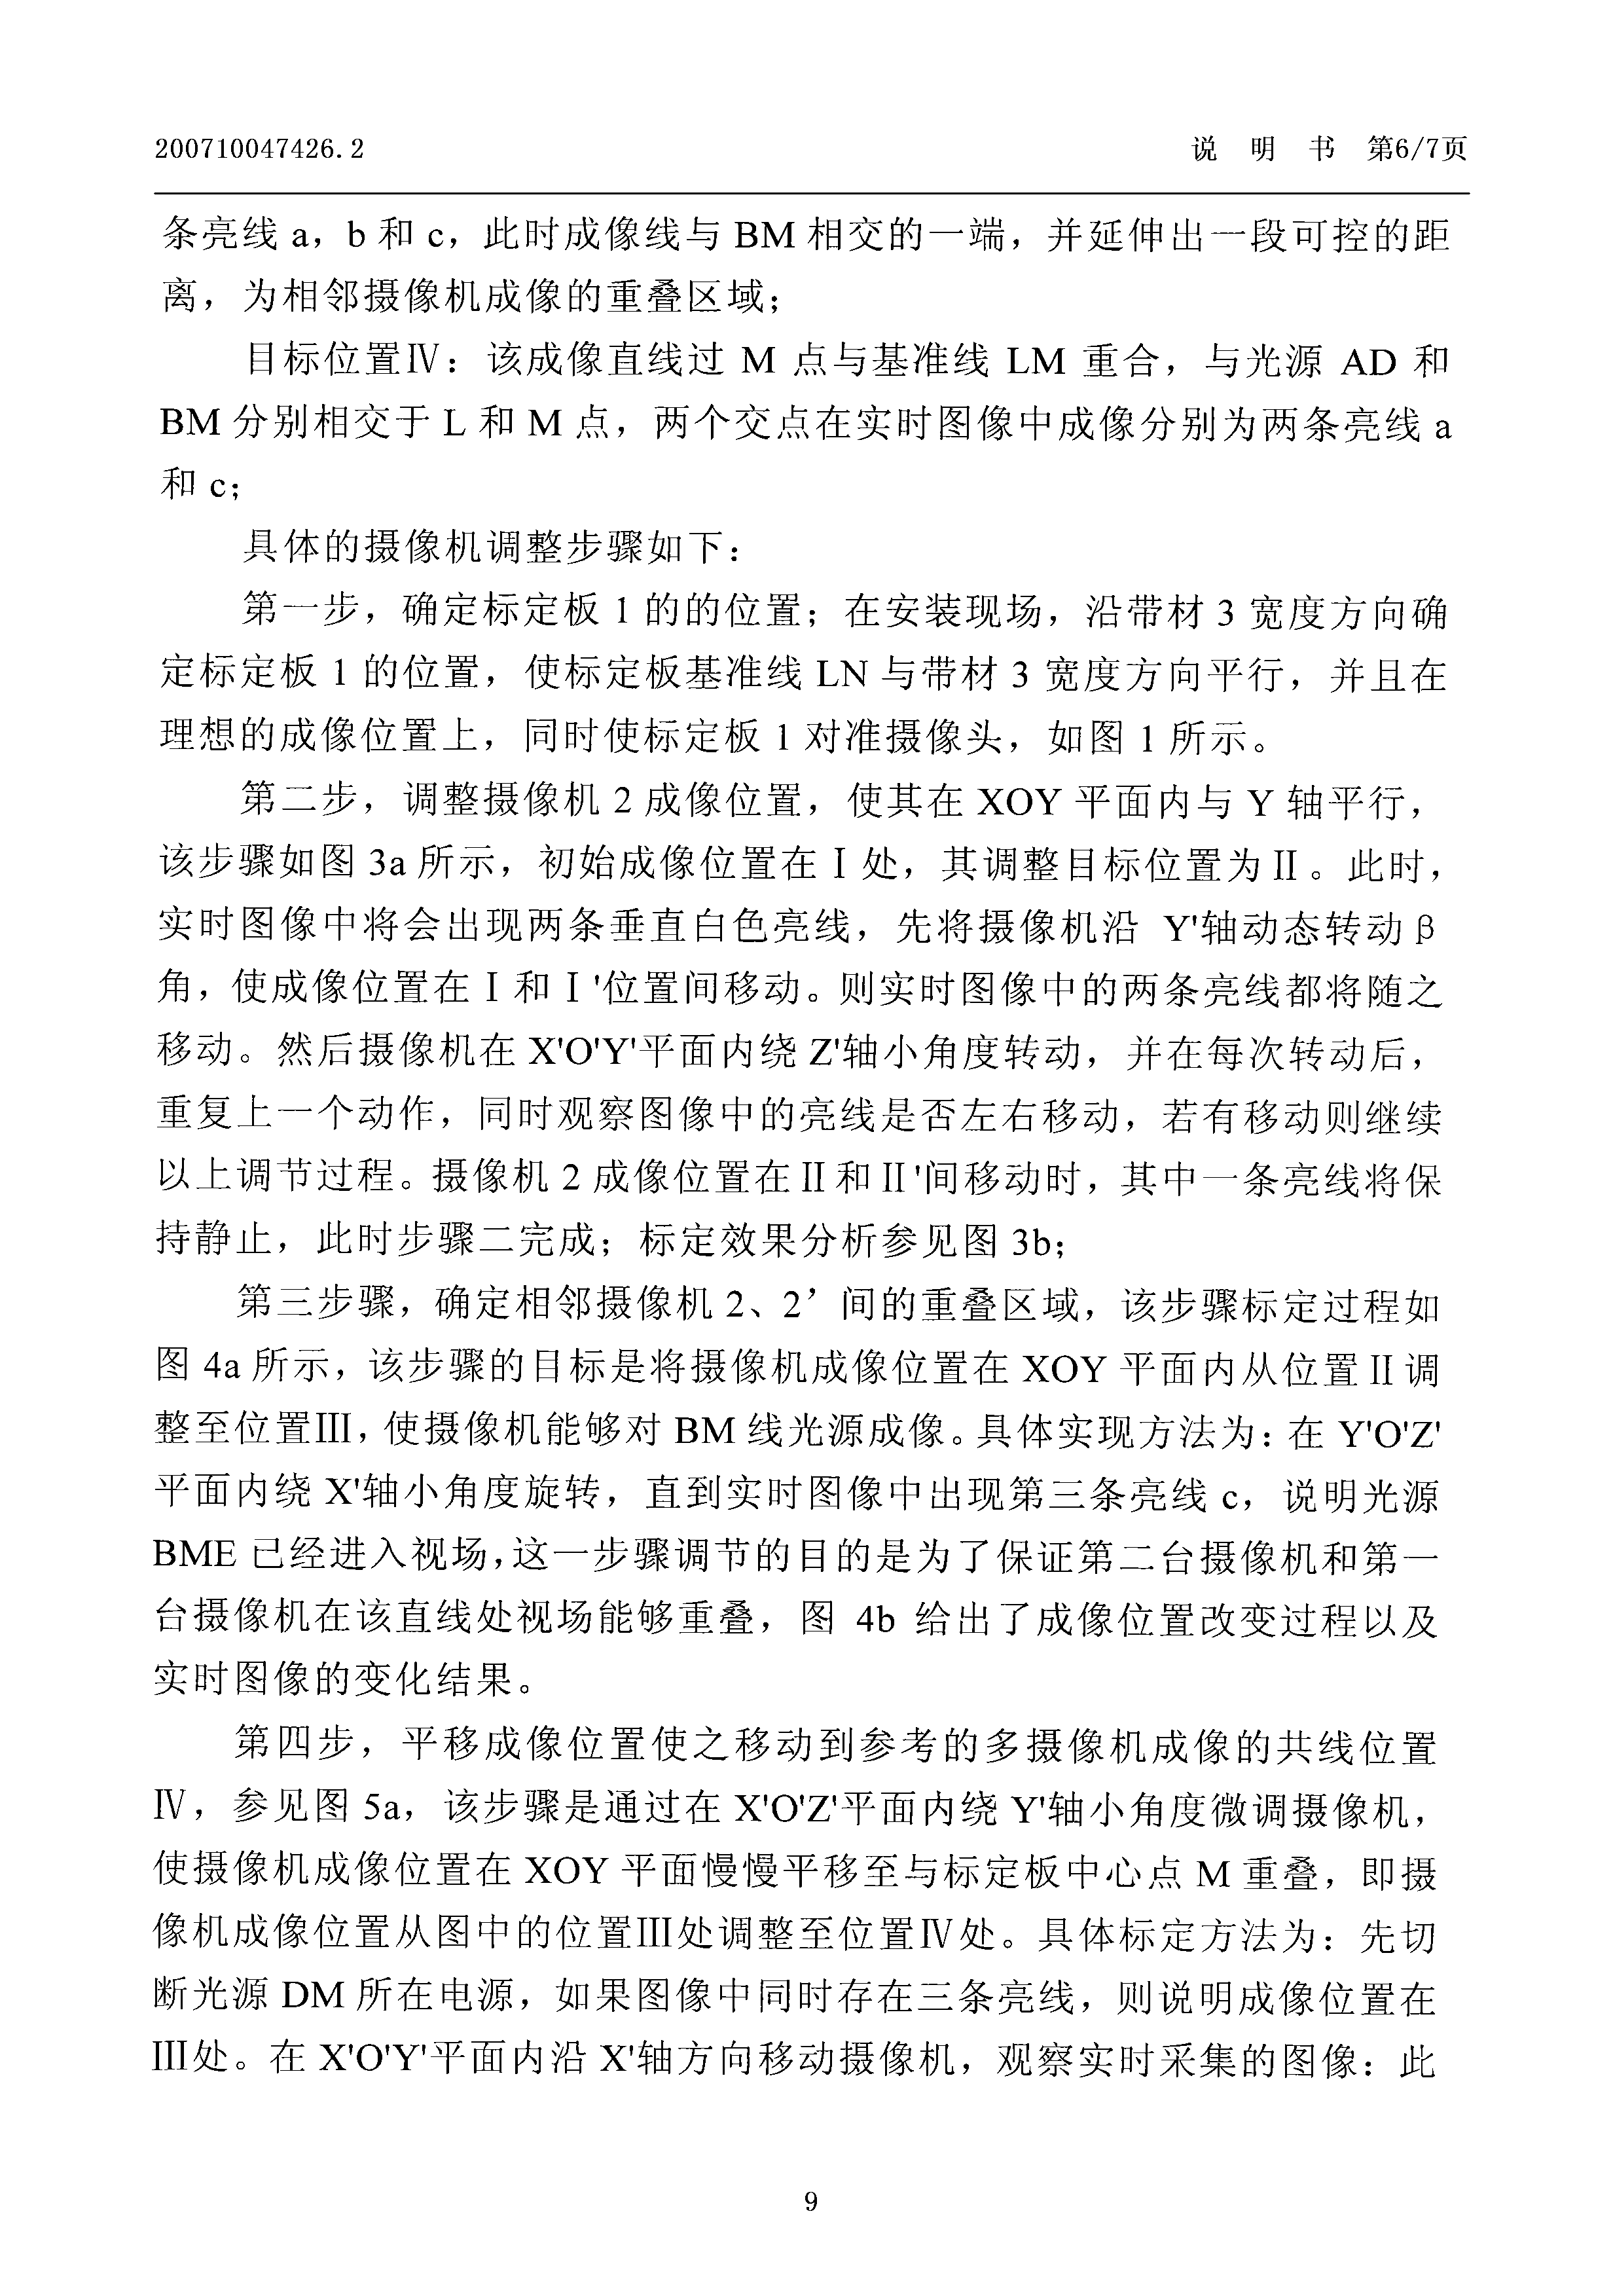 200710047426.2 说 明 书 第6/7页
条亮线 a，b 和 c，此时成像线与 BM 相交的一端，并延伸出一段可控的距
离，为相邻摄像机成像的重叠区域；
目标位置Ⅳ：该成像直线过 M 点与基准线 LM 重合，与光源 AD 和
BM 分别相交于 L 和 M 点，两个交点在实时图像中成像分别为两条亮线 a
和 c；
具体的摄像机调整步骤如下：
第一步，确定标定板 1 的的位置；在安装现场，沿带材 3 宽度方向确
定标定板 1 的位置，使标定板基准线 LN 与带材 3 宽度方向平行，并且在
理想的成像位置上，同时使标定板 1 对准摄像头，如图 1 所示。
第二步，调整摄像机 2 成像位置，使其在 XOY 平面内与 Y 轴平行，
该步骤如图 3a 所示，初始成像位置在Ⅰ处，其调整目标位置为Ⅱ。此时，
实时图像中将会出现两条垂直白色亮线，先将摄像机沿 Y'轴动态转动β
角，使成像位置在Ⅰ和Ⅰ'位置间移动。则实时图像中的两条亮线都将随之
移动。然后摄像机在 X'O'Y'平面内绕 Z'轴小角度转动，并在每次转动后，
重复上一个动作，同时观察图像中的亮线是否左右移动，若有移动则继续
以上调节过程。摄像机 2 成像位置在Ⅱ和Ⅱ'间移动时，其中一条亮线将保
持静止，此时步骤二完成；标定效果分析参见图 3b；
第三步骤，确定相邻摄像机 2、2’间的重叠区域，该步骤标定过程如
图 4a 所示，该步骤的目标是将摄像机成像位置在 XOY 平面内从位置Ⅱ调
整至位置Ⅲ，使摄像机能够对 BM 线光源成像。具体实现方法为：在 Y'O'Z'
平面内绕 X'轴小角度旋转，直到实时图像中出现第三条亮线 c，说明光源
BME 已经进入视场，这一步骤调节的目的是为了保证第二台摄像机和第一
台摄像机在该直线处视场能够重叠，图 4b 给出了成像位置改变过程以及
实时图像的变化结果。
第四步，平移成像位置使之移动到参考的多摄像机成像的共线位置
Ⅳ，参见图 5a，该步骤是通过在 X'O'Z'平面内绕 Y'轴小角度微调摄像机，
使摄像机成像位置在 XOY 平面慢慢平移至与标定板中心点 M 重叠，即摄
像机成像位置从图中的位置Ⅲ处调整至位置Ⅳ处。具体标定方法为：先切
断光源 DM 所在电源，如果图像中同时存在三条亮线，则说明成像位置在
Ⅲ处。在 X'O'Y'平面内沿 X'轴方向移动摄像机，观察实时采集的图像：此
9